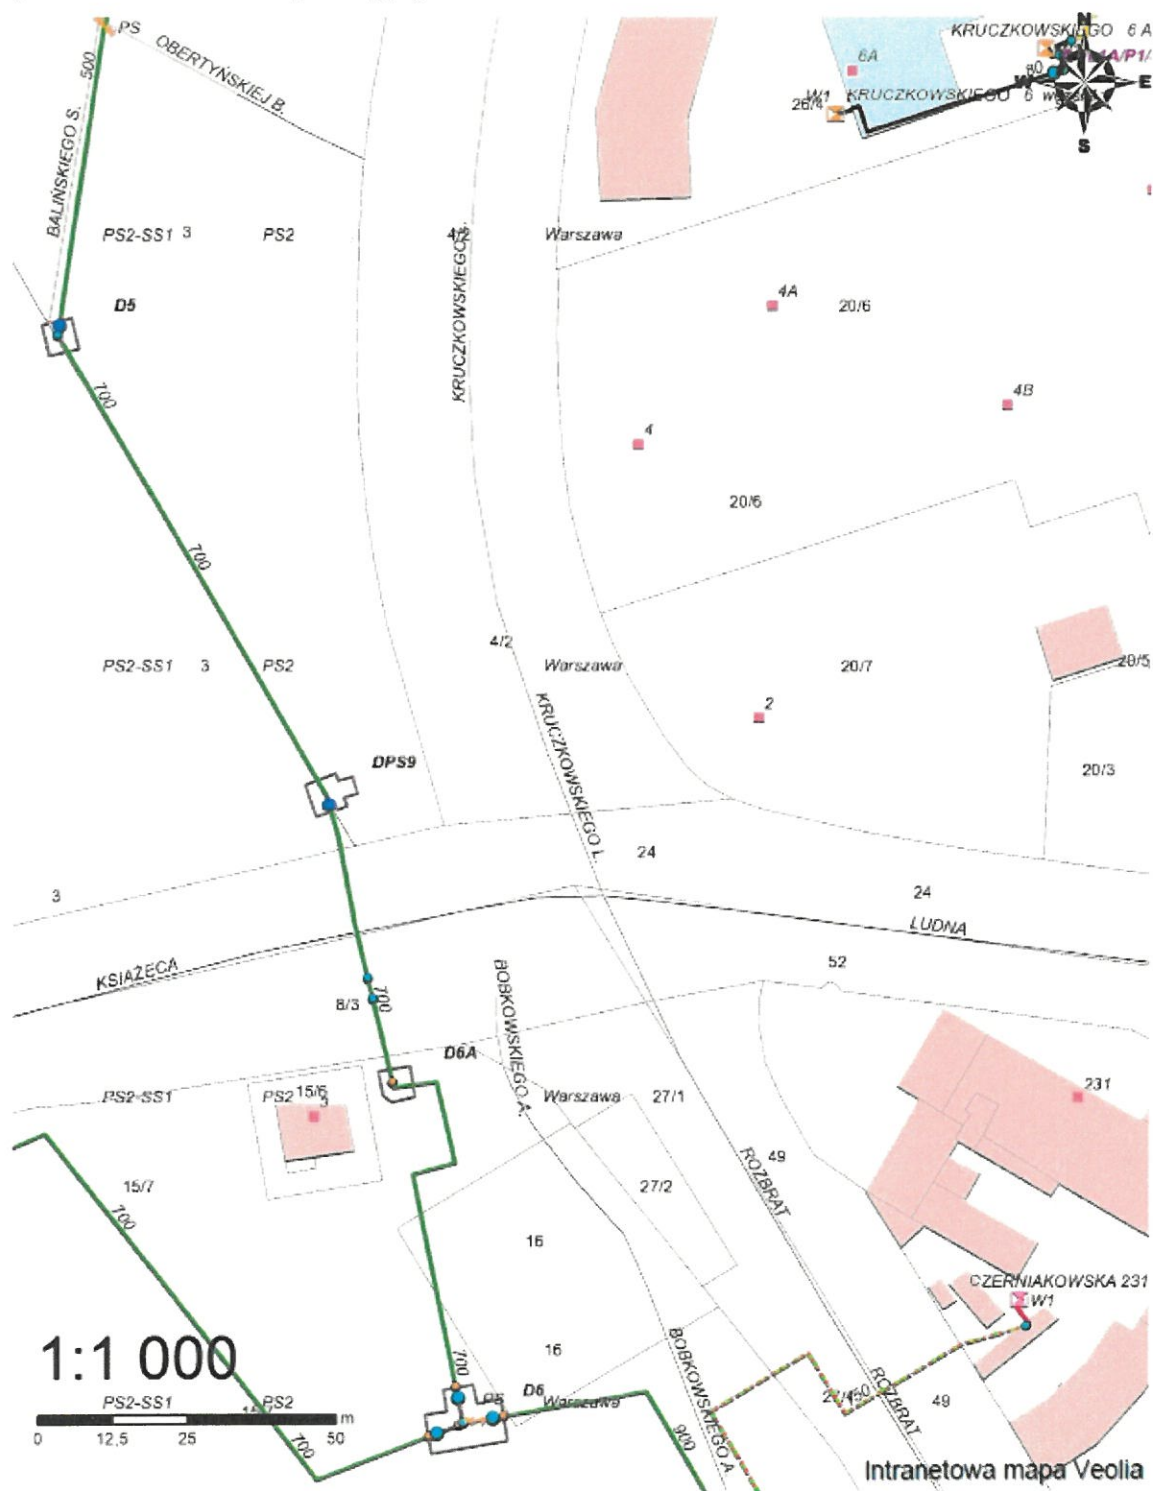 PS
OBERTYŃSKIEJ B.
500
BALIŃSKIEGO S.
6A
KRUCZKOWSKIEGO 6 A
N
W
E
S
80
W1 KRUCZKOWSKIEGO 6
26/4
PS2-SS1 3 PS2
4/2
Warszawa
KRUCZKOWSKIEGO
D5
4A
20/6
700
4B
4
20/6
700
4/2
PS2-SS1 3 PS2
Warszawa
20/7
20/5
KRUCZKOWSKIEGO L.
2
DPS9
20/3
24
3
24
LUDNA
KSIĄŻĘCA
52
BOBKOWSKIEGO A.
700
8/3
D6A
PS2-SS1
PS2
15/6
3
Warszawa
27/1
231
49
ROZBRAT
15/7
27/2
700
16
CZERNIAKOWSKA 231
W1
1:1 000
16
BOBKOWSKIEGO A
700
PS2-SS1
PS2
PS
D6
Warszawa
ROZBRAT
49
0 12,5 25 50 m
700
900
Intranetowa mapa Veolia